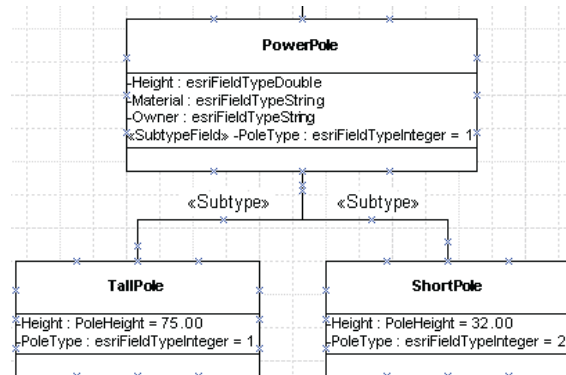 PowerPole
-Height : esriFieldTypeDouble
-Material : esriFieldTypeString
-Owner : esriFieldTypeString
«SubtypeField» -PoleType : esriFieldTypeInteger = 1
«Subtype» «Subtype»
TallPole
-Height : PoleHeight = 75.00
-PoleType : esriFieldTypeInteger = 1
ShortPole
-Height : PoleHeight = 32.00
-PoleType : esriFieldTypeInteger = 2